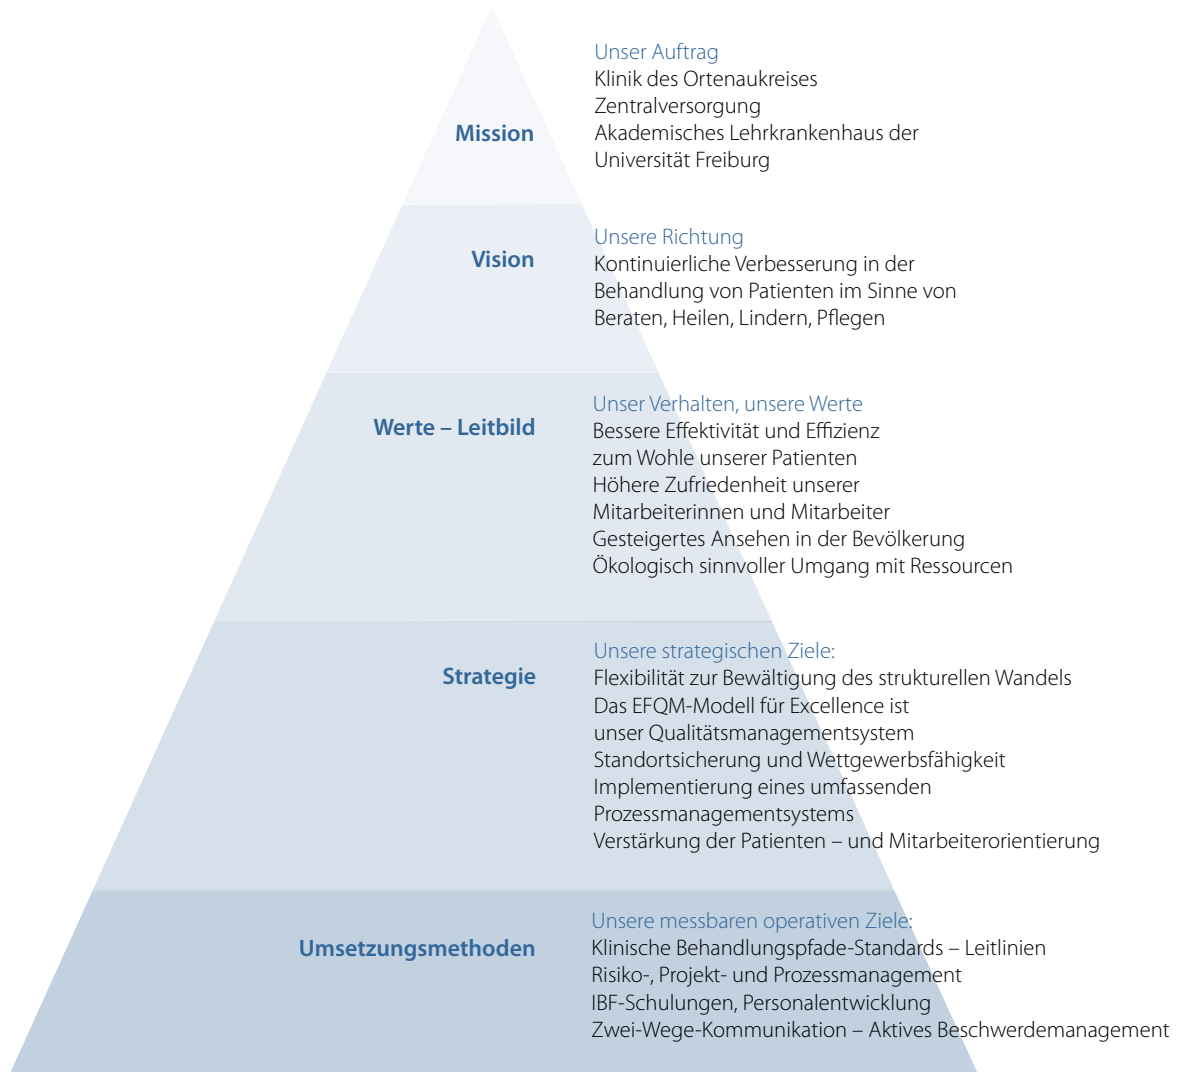 Mission
Unser Auftrag
Klinik des Ortenaukreises
Zentralversorgung
Akademisches Lehrkrankenhaus der
Universität Freiburg
Vision
Unsere Richtung
Kontinuierliche Verbesserung in der
Behandlung von Patienten im Sinne von
Beraten, Heilen, Lindern, Pflegen
Werte – Leitbild
Unser Verhalten, unsere Werte
Bessere Effektivität und Effizienz
zum Wohle unserer Patienten
Höhere Zufriedenheit unserer
Mitarbeiterinnen und Mitarbeiter
Gesteigertes Ansehen in der Bevölkerung
Ökologisch sinnvoller Umgang mit Ressourcen
Strategie
Unsere strategischen Ziele:
Flexibilität zur Bewältigung des strukturellen Wandels
Das EFQM-Modell für Excellence ist
unser Qualitätsmanagementsystem
Standortsicherung und Wettgewerbsfähigkeit
Implementierung eines umfassenden
Prozessmanagementsystems
Verstärkung der Patienten – und Mitarbeiterorientierung
Umsetzungsmethoden
Unsere messbaren operativen Ziele:
Klinische Behandlungspfade-Standards – Leitlinien
Risiko-, Projekt- und Prozessmanagement
IBF-Schulungen, Personalentwicklung
Zwei-Wege-Kommunikation – Aktives Beschwerdemanagement